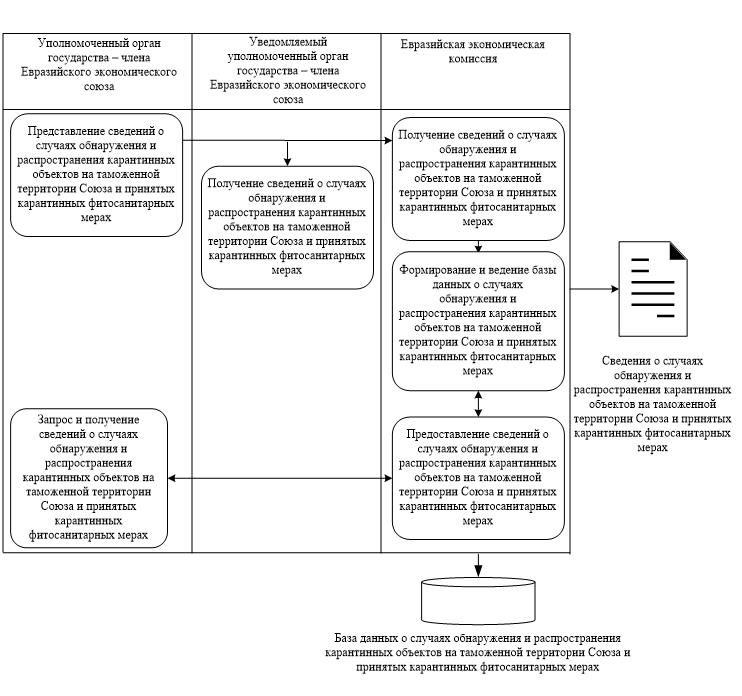 Уполномоченный орган
государства – члена
Евразийского экономического
союза
Уведомляемый
уполномоченный орган
государства – члена
Евразийского экономического
союза
Евразийская экономическая
комиссия
Представление сведений о
случаях обнаружения и
распространения карантинных
объектов на таможенной
территории Союза и принятых
карантинных фитосанитарных
мерах
Получение сведений о случаях
обнаружения и
распространения карантинных
объектов на таможенной
территории Союза и принятых
карантинных фитосанитарных
мерах
Получение сведений о случаях
обнаружения и
распространения карантинных
объектов на таможенной
территории Союза и принятых
карантинных фитосанитарных
мерах
Формирование и ведение базы
данных о случаях
обнаружения и
распространения карантинных
объектов на таможенной
территории Союза и принятых
карантинных фитосанитарных
мерах
Сведения о случаях
обнаружения и
распространения карантинных
объектов на таможенной
территории Союза и принятых
карантинных фитосанитарных
мерах
Запрос и получение
сведений о случаях
обнаружения и
распространения
карантинных объектов на
таможенной территории
Союза и принятых
карантинных
фитосанитарных мерах
Предоставление сведений о
случаях обнаружения и
распространения карантинных
объектов на таможенной
территории Союза и принятых
карантинных фитосанитарных
мерах
База данных о случаях обнаружения и распространения
карантинных объектов на таможенной территории Союза и
принятых карантинных фитосанитарных мерах